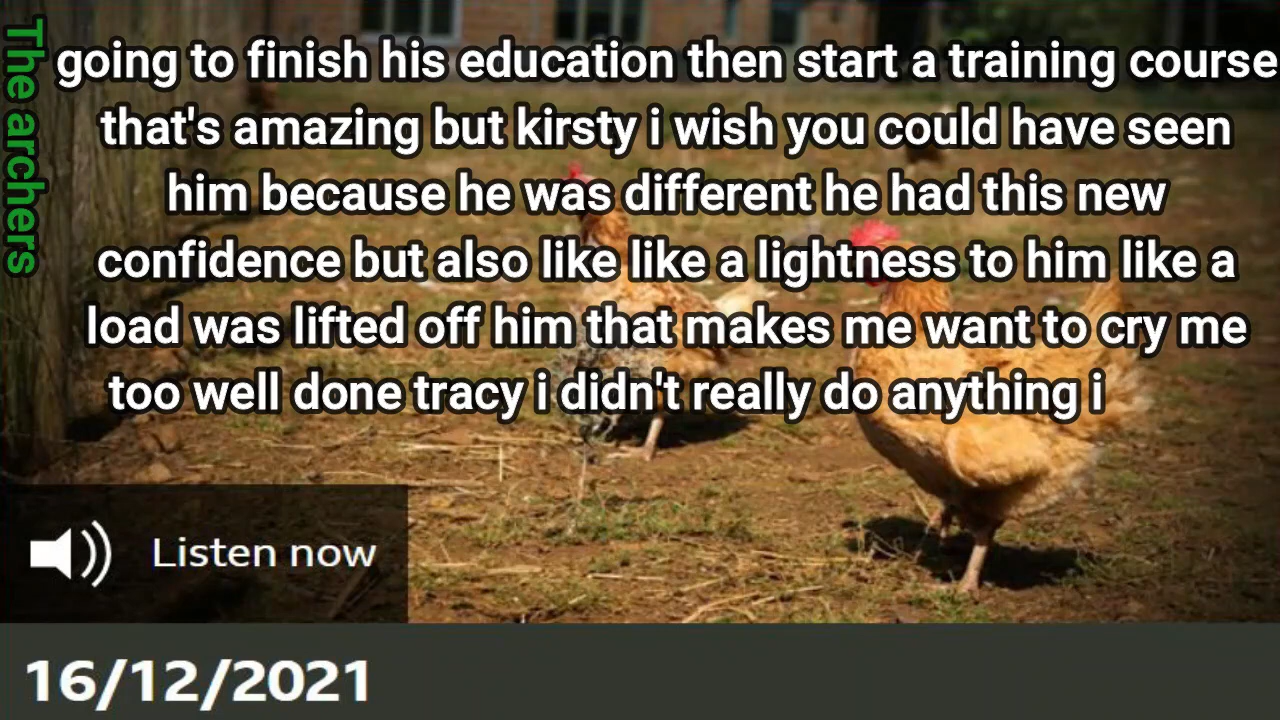 The archers
going to finish his education then start a training course
that's amazing but kirsty i wish you could have seen
him because he was different he had this new
confidence but also like like a lightness to him like a
load was lifted off him that makes me want to cry me
too well done tracy i didn't really do anything i
Listen now
16/12/2021